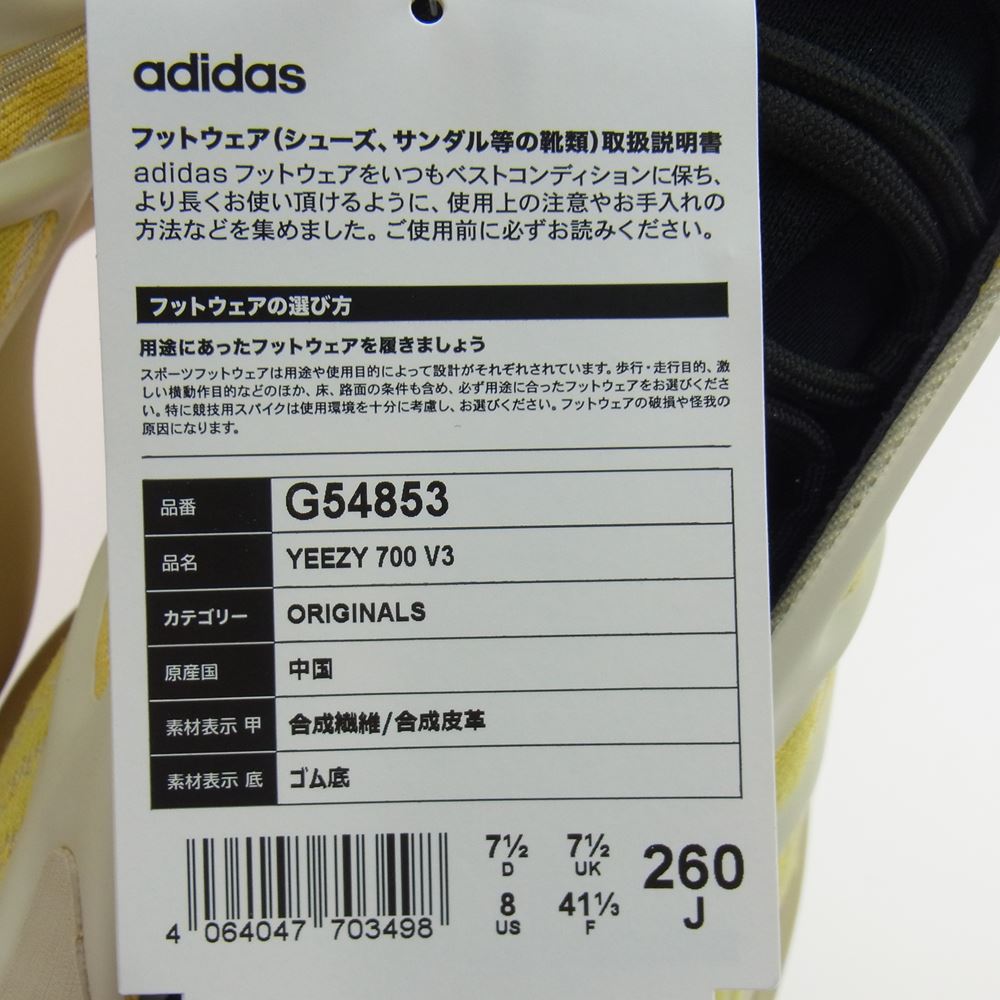 adidas
フットウェア(シューズ、サンダル等の靴類)取扱説明書
adidas フットウェアをいつもベストコンディションに保ち、
より長くお使い頂けるように、使用上の注意やお手入れの
方法などを集めました。ご使用前に必ずお読みください。
フットウェアの選び方
用途にあったフットウェアを履きましょう
スポーツフットウェアは用途や使用目的によって設計がそれぞれされています。歩行・走行目的、激
しい横動作目的などのほか、床、路面の条件も含め、必ず用途に合ったフットウェアをお選びくださ
い。特に競技用スパイクは使用環境を十分に考慮し、お選びください。フットウェアの破損や怪我の
原因になります。
品番 G54853
品名 YEEZY 700 V3
カテゴリー ORIGINALS
原産国 中国
素材表示 甲 合成繊維/合成皮革
素材表示 底 ゴム底
7½ D 7½ UK
8 US 41⅓ F
260 J
4 064047 703498